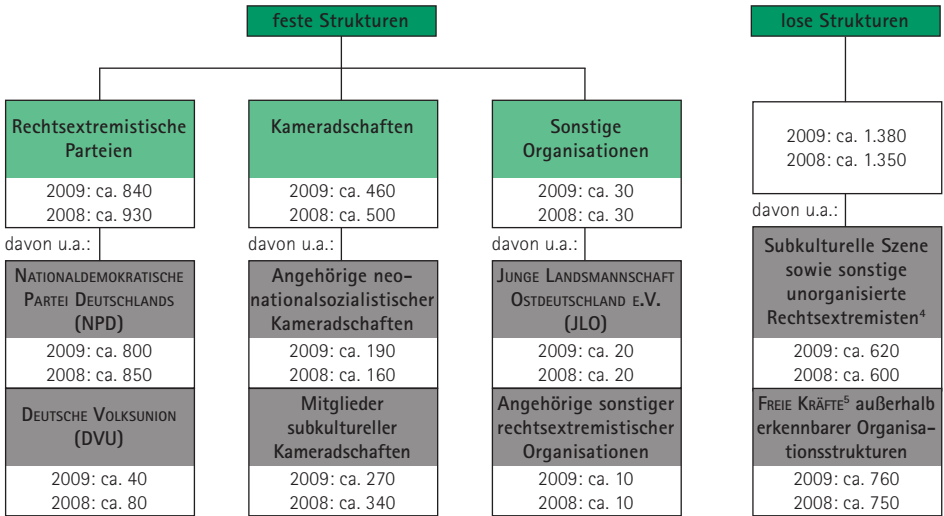 feste Strukturen
lose Strukturen
Rechtsextremistische
Parteien
2009: ca. 840
2008: ca. 930
Kameradschaften
2009: ca. 460
2008: ca. 500
Sonstige
Organisationen
2009: ca. 30
2008: ca. 30
2009: ca. 1.380
2008: ca. 1.350
davon u.a.:
NATIONALDEMOKRATISCHE
PARTEI DEUTSCHLANDS
(NPD)
2009: ca. 800
2008: ca. 850
DEUTSCHE VOLKSUNION
(DVU)
2009: ca. 40
2008: ca. 80
davon u.a.:
Angehörige neo-
nationalsozialistischer
Kameradschaften
2009: ca. 190
2008: ca. 160
Mitglieder
subkultureller
Kameradschaften
2009: ca. 270
2008: ca. 340
davon u.a.:
JUNGE LANDSMANNSCHAFT
OSTDEUTSCHLAND E.V.
(JLO)
2009: ca. 20
2008: ca. 20
Angehörige sonstiger
rechtsextremistischer
Organisationen
2009: ca. 10
2008: ca. 10
davon u.a.:
Subkulturelle Szene
sowie sonstige
unorganisierte
Rechtsextremisten⁴
2009: ca. 620
2008: ca. 600
FREIE KRÄFTE⁵ außerhalb
erkennbarer Organisa-
tionsstrukturen
2009: ca. 760
2008: ca. 750